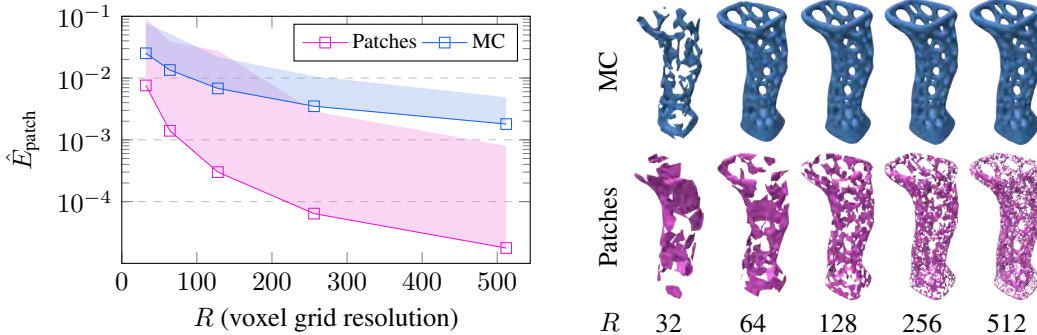 10⁻¹
10⁻²
10⁻³
10⁻⁴
Ê_patch
Patches MC
0 100 200 300 400 500
R (voxel grid resolution)
MC
Patches
R 32 64 128 256 512